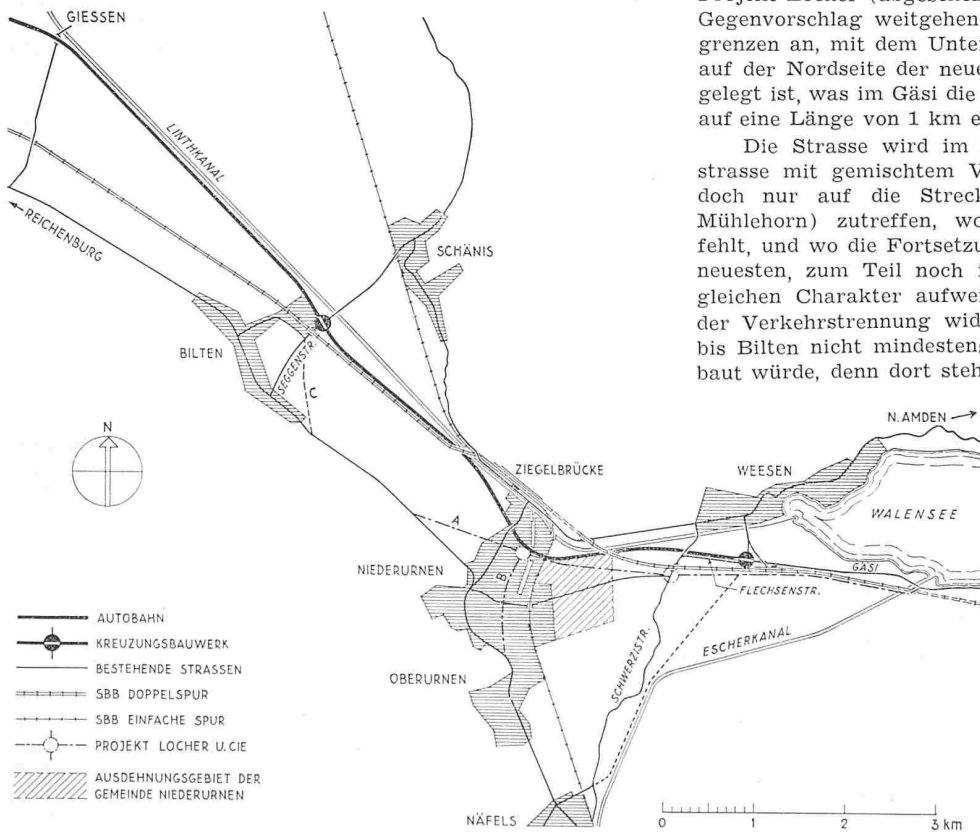 Gegenvorschlag weitgehen
grenzen an, mit dem Unter
auf der Nordseite der neue
gelegt ist, was im Gäsi die
auf eine Länge von 1 km e
Die Strasse wird im
strasse mit gemischtem V
doch nur auf die Streck
Mühlehorn) zutreffen, wo
fehlt, und wo die Fortsetzu
neuesten, zum Teil noch i
gleichen Charakter aufwei
der Verkehrstrennung wid
bis Bilten nicht mindesten
baut würde, denn dort steh
GIESSEN
LINTHKANAL
REICHENBURG
SCHÄNIS
BILTEN
SEGGENSTR.
C
N
N. AMDEN
ZIEGELBRÜCKE
WEESEN
WALENSEE
A
GÄSI
NIEDERURNEN
B
FLECHSENSTR.
SCHWERZISTR.
ESCHERKANAL
OBERURNEN
NÄFELS
AUTOBAHN
KREUZUNGSBAUWERK
BESTEHENDE STRASSEN
SBB DOPPELSPUR
SBB EINFACHE SPUR
PROJEKT LOCHER U. CIE
AUSDEHNUNGSGEBIET DER
GEMEINDE NIEDERURNEN
0 1 2 3 km